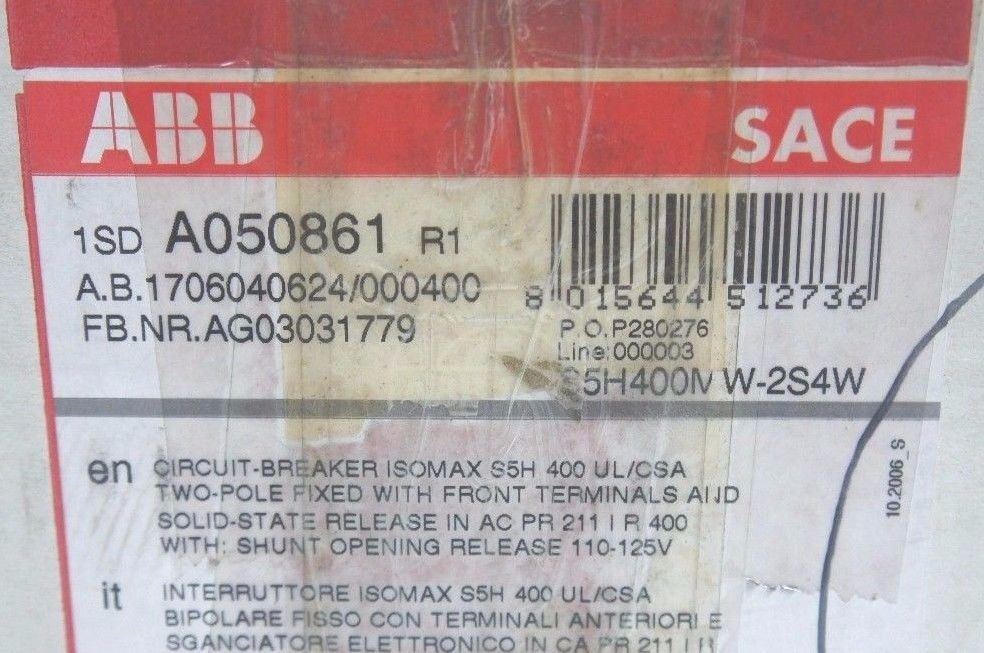 ABB SACE
1SD A050861 R1
A.B.1706040624/000400
8 015644 512736
FB.NR.AG03031779
P.O.P280276
Line:000003
S5H400M W-2S4W
10.2006_S
en CIRCUIT-BREAKER ISOMAX S5H 400 UL/CSA
TWO-POLE FIXED WITH FRONT TERMINALS AND
SOLID-STATE RELEASE IN AC PR 211 I R 400
WITH: SHUNT OPENING RELEASE 110-125V
it INTERRUTTORE ISOMAX S5H 400 UL/CSA
BIPOLARE FISSO CON TERMINALI ANTERIORI E
SGANCIATORE ELETTRONICO IN CA PR 211 I R